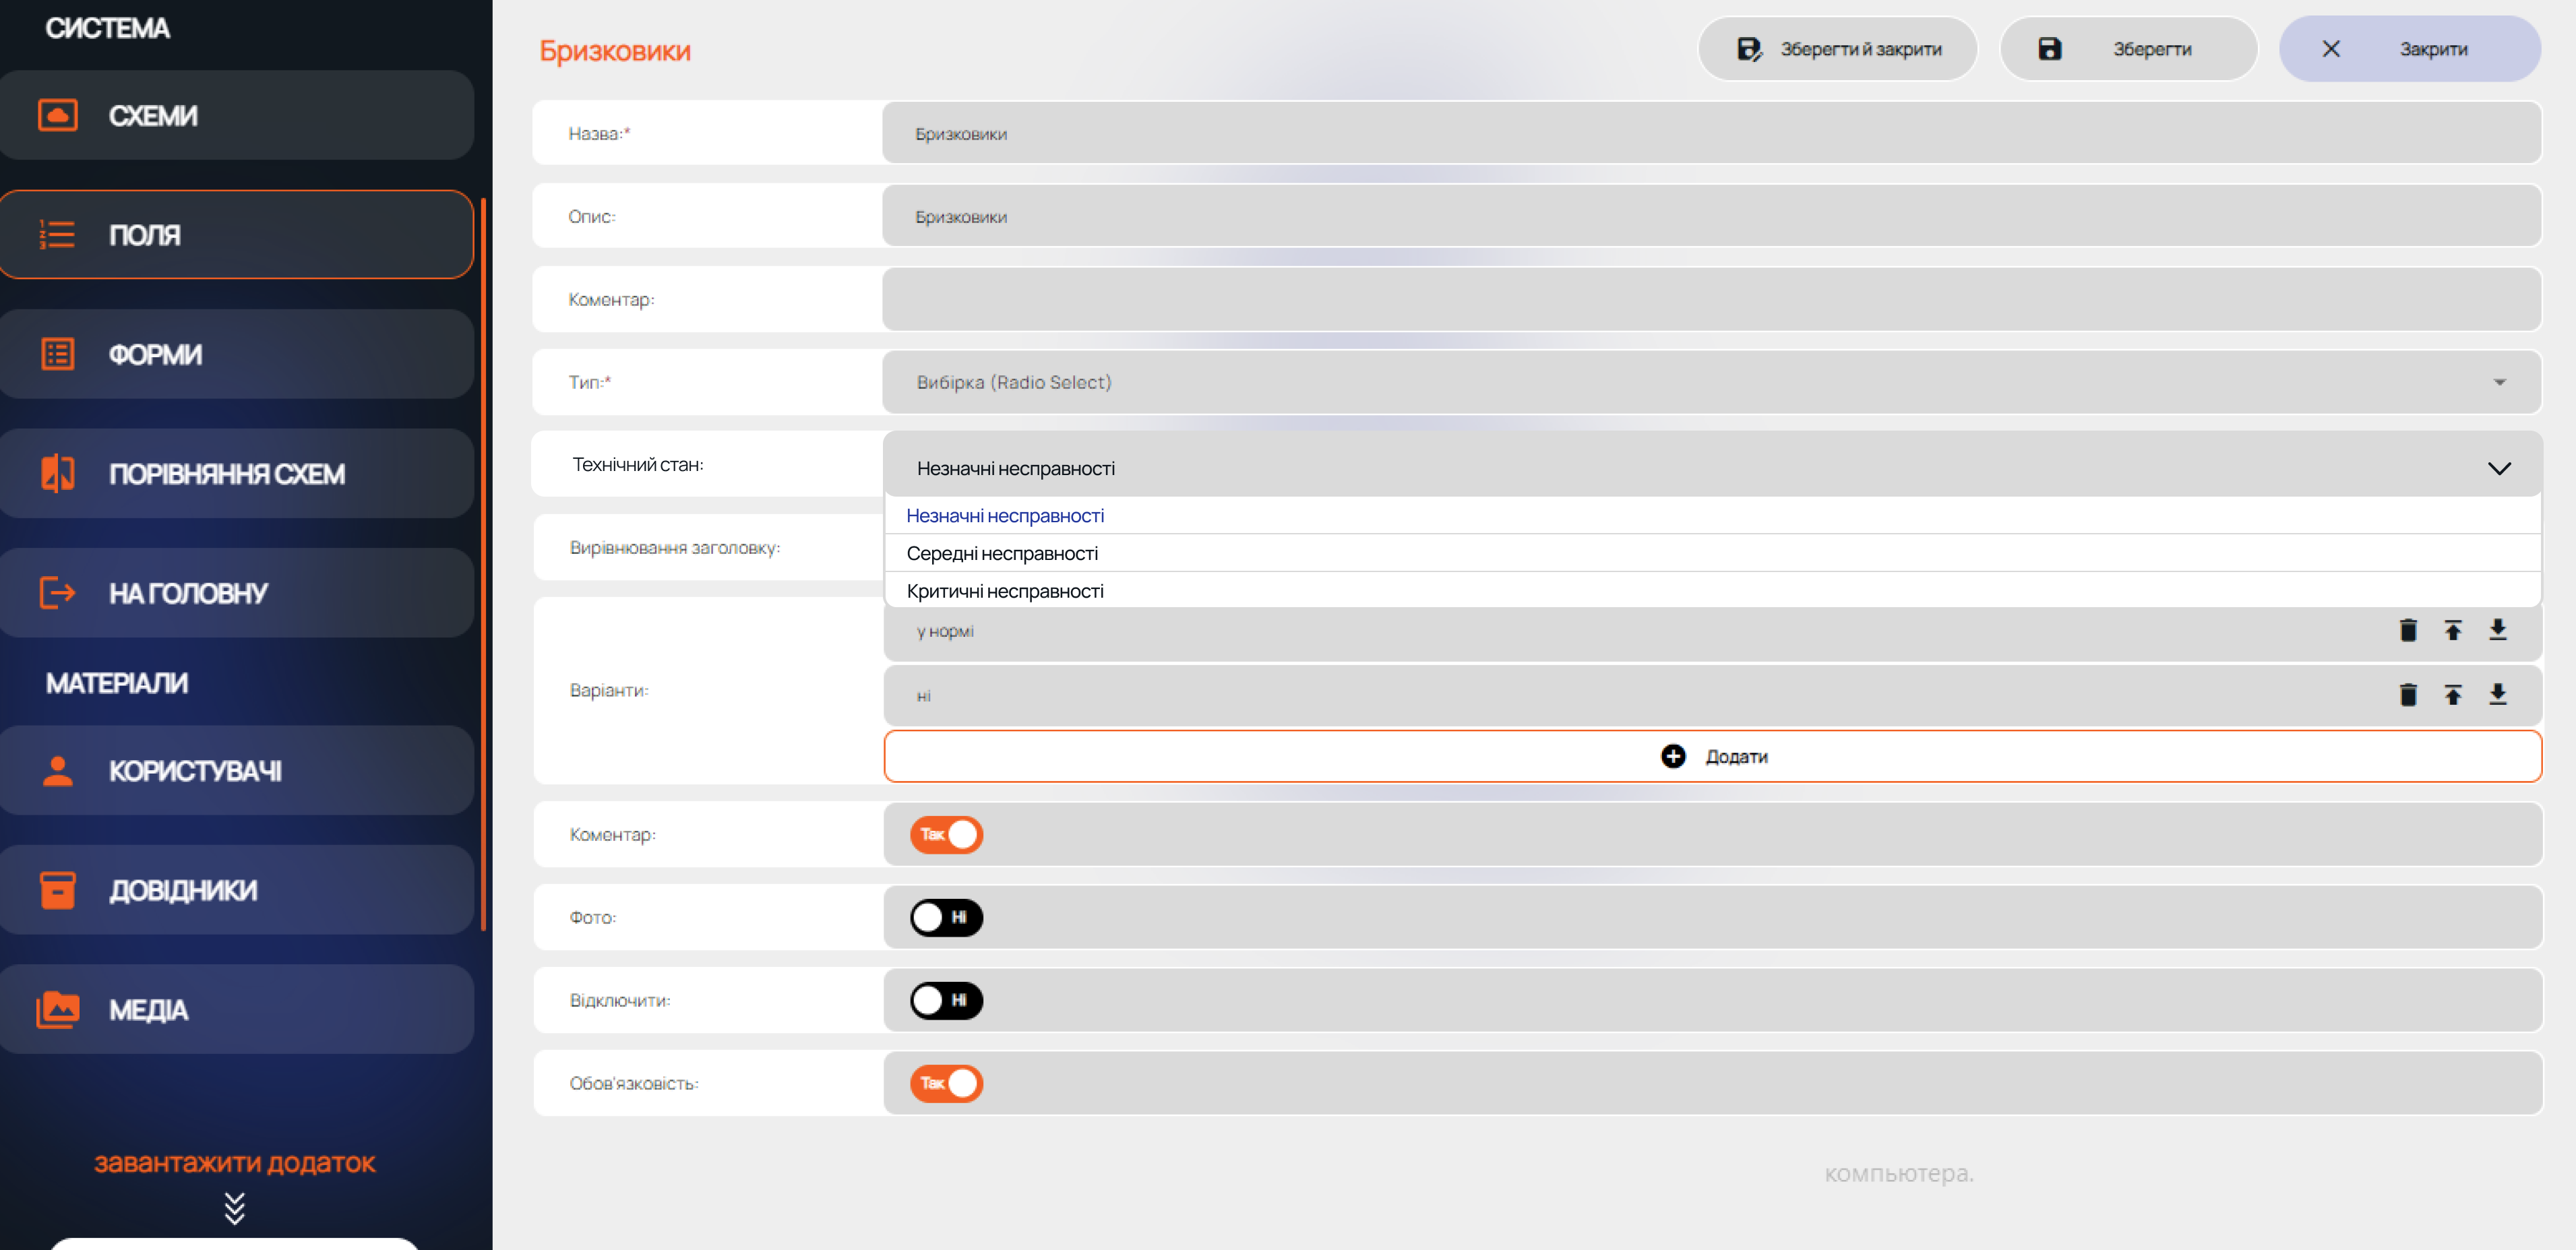 СИСТЕМА
СХЕМИ
ПОЛЯ
ФОРМИ
ПОРІВНЯННЯ СХЕМ
НА ГОЛОВНУ
МАТЕРІАЛИ
КОРИСТУВАЧІ
ДОВІДНИКИ
МЕДІА
завантажити додаток
Бризковики
Зберегти й закрити
Зберегти
Закрити
Назва:*
Бризковики
Опис:
Бризковики
Коментар:
Тип:*
Вибірка (Radio Select)
Технічний стан:
Незначні несправності
Незначні несправності
Середні несправності
Критичні несправності
Вирівнювання заголовку:
Варіанти:
у нормі
ні
Додати
Коментар:
Так
Фото:
Ні
Відключити:
Ні
Обов'язковість:
Так
компьютера.